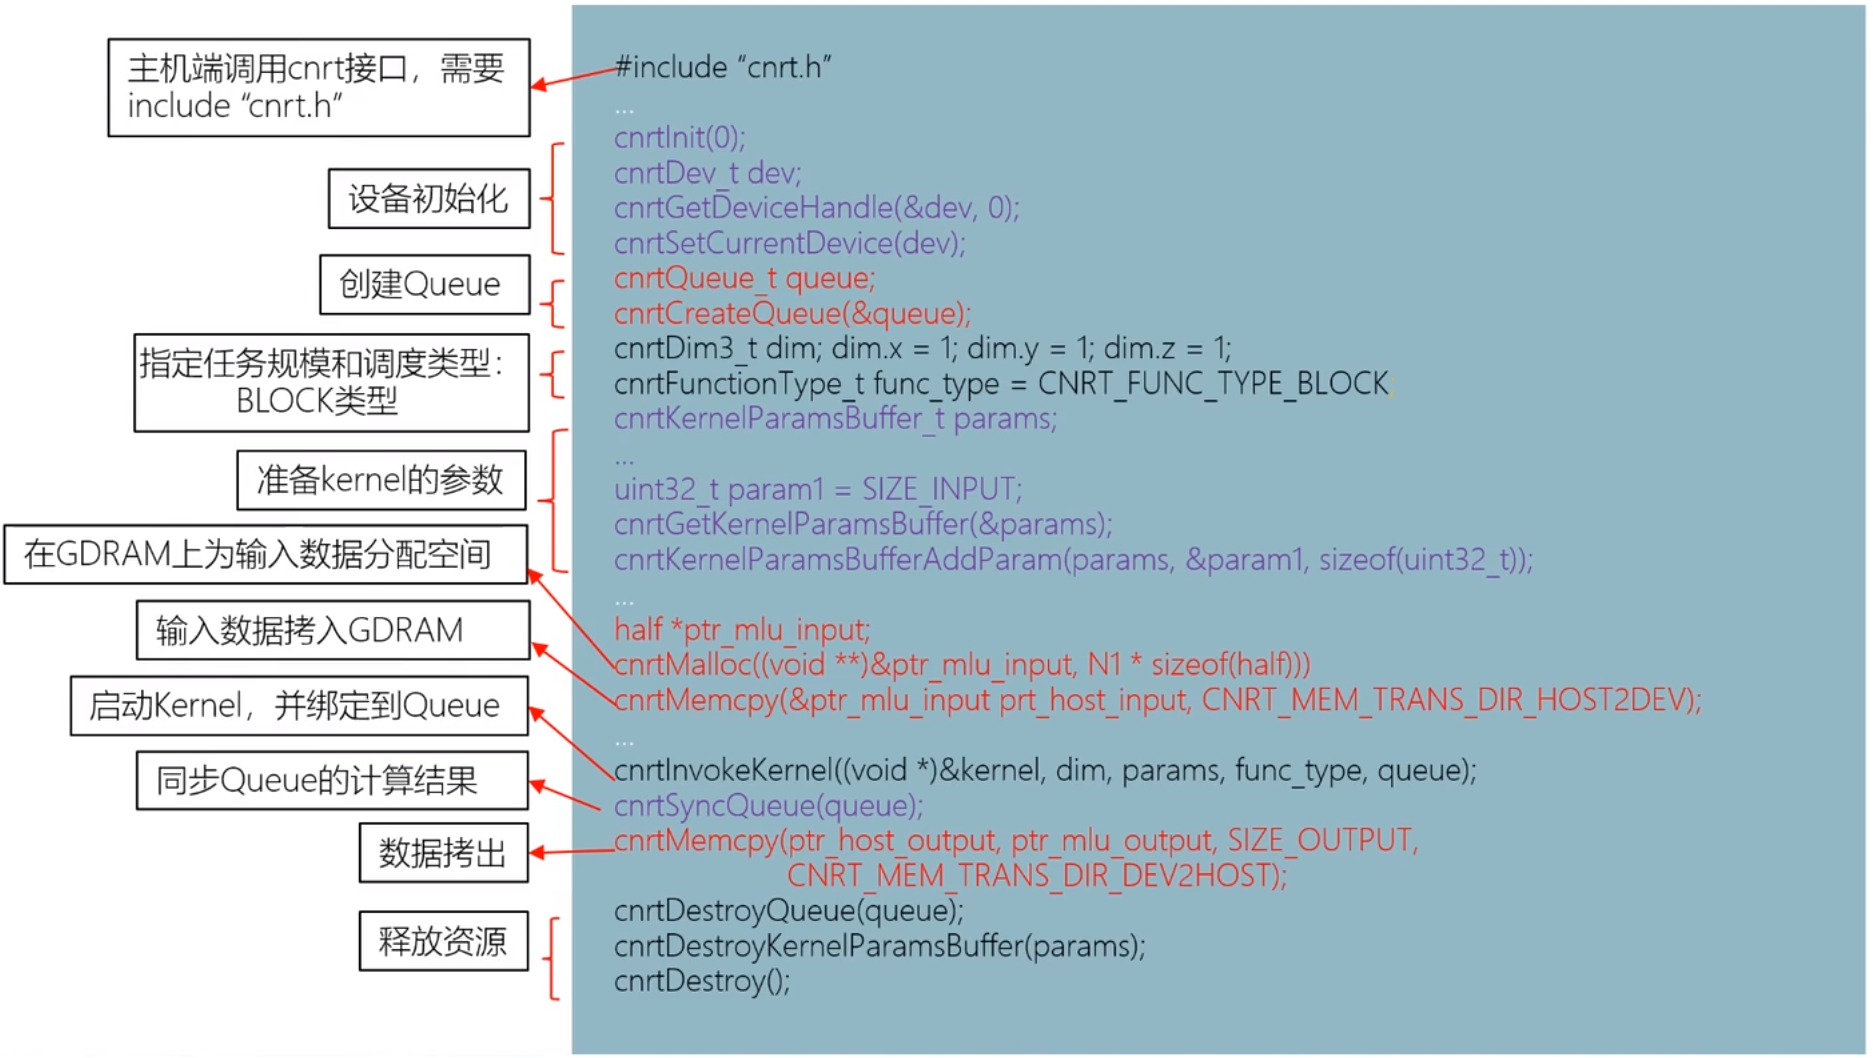 主机端调用cnrt接口，需要
include “cnrt.h”
设备初始化
创建Queue
指定任务规模和调度类型：
BLOCK类型
准备kernel的参数
在GDRAM上为输入数据分配空间
输入数据拷入GDRAM
启动Kernel，并绑定到Queue
同步Queue的计算结果
数据拷出
释放资源
#include “cnrt.h”
...
cnrtInit(0);
cnrtDev_t dev;
cnrtGetDeviceHandle(&dev, 0);
cnrtSetCurrentDevice(dev);
cnrtQueue_t queue;
cnrtCreateQueue(&queue);
cnrtDim3_t dim; dim.x = 1; dim.y = 1; dim.z = 1;
cnrtFunctionType_t func_type = CNRT_FUNC_TYPE_BLOCK;
cnrtKernelParamsBuffer_t params;
...
uint32_t param1 = SIZE_INPUT;
cnrtGetKernelParamsBuffer(&params);
cnrtKernelParamsBufferAddParam(params, &param1, sizeof(uint32_t));
...
half *ptr_mlu_input;
cnrtMalloc((void **)&ptr_mlu_input, N1 * sizeof(half)))
cnrtMemcpy(&ptr_mlu_input prt_host_input, CNRT_MEM_TRANS_DIR_HOST2DEV);
...
cnrtInvokeKernel((void *)&kernel, dim, params, func_type, queue);
cnrtSyncQueue(queue);
cnrtMemcpy(ptr_host_output, ptr_mlu_output, SIZE_OUTPUT,
CNRT_MEM_TRANS_DIR_DEV2HOST);
cnrtDestroyQueue(queue);
cnrtDestroyKernelParamsBuffer(params);
cnrtDestroy();